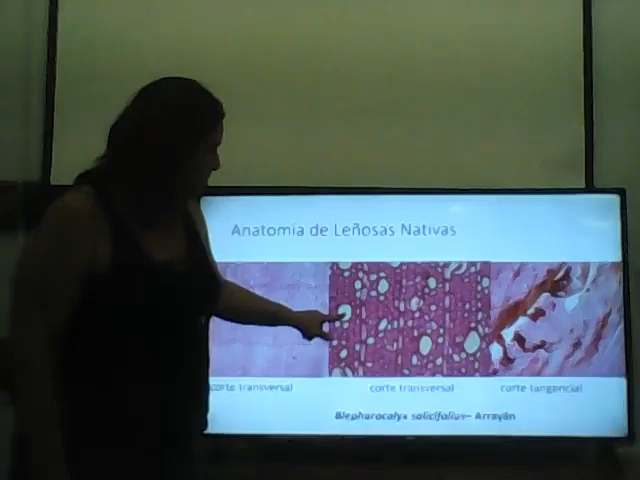 Anatomía de Leñosas Nativas
corte transversal
corte transversal
corte tangencial
Blepharocalyx salicifolius– Arrayán